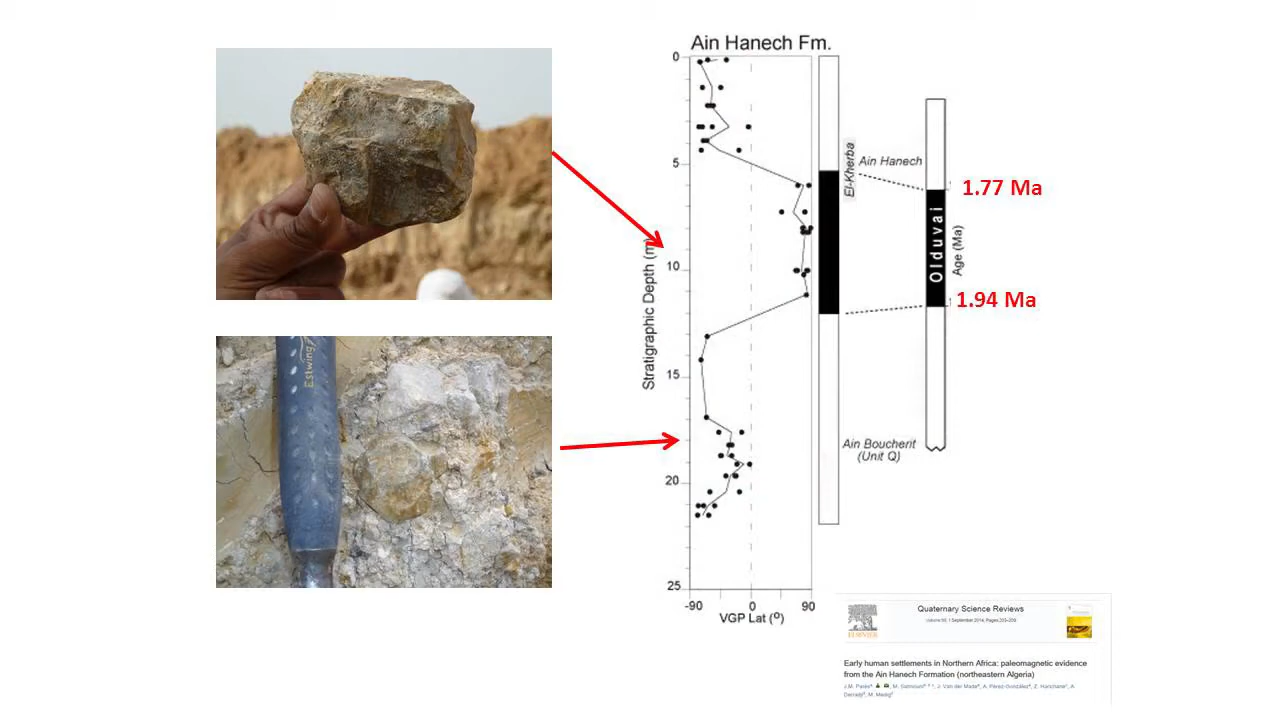 Ain Hanech Fm.
0
5
10
15
20
25
Stratigraphic Depth (m)
-90
0
90
VGP Lat (º)
El-Kherba
Ain Hanech
Olduvai
Age (Ma)
1.77 Ma
1.94 Ma
Ain Boucherit
(Unit Q)
Estwing
ELSEVIER
Quaternary Science Reviews
Early human settlements in Northern Africa: paleomagnetic evidence
from the Ain Hanech Formation (northeastern Algeria)